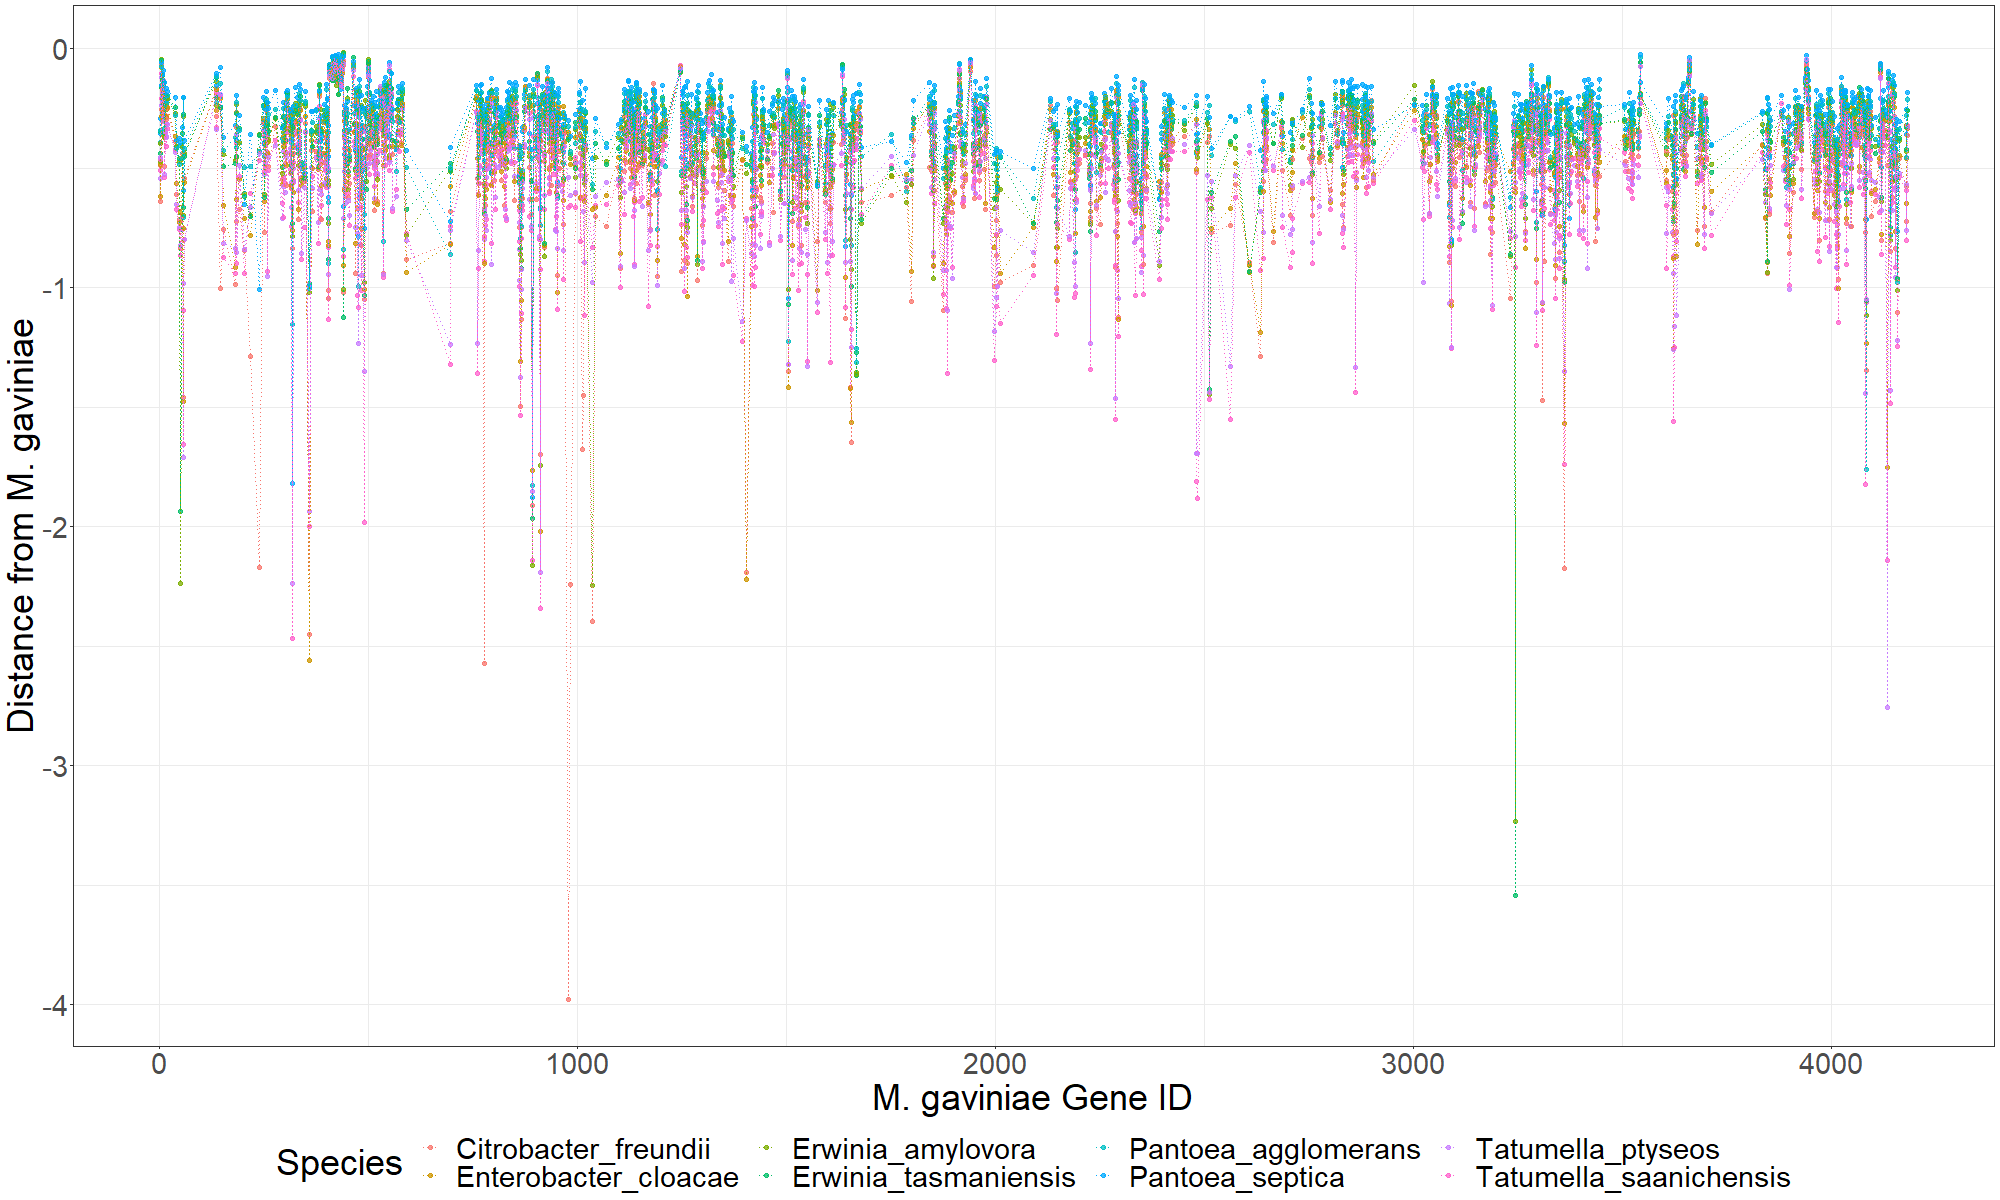 Distance from M. gaviniae
0
-1
-2
-3
-4
0 1000 2000 3000 4000
M. gaviniae Gene ID
Species
Citrobacter_freundii Erwinia_amylovora Pantoea_agglomerans Tatumella_ptyseos
Enterobacter_cloacae Erwinia_tasmaniensis Pantoea_septica Tatumella_saanichensis